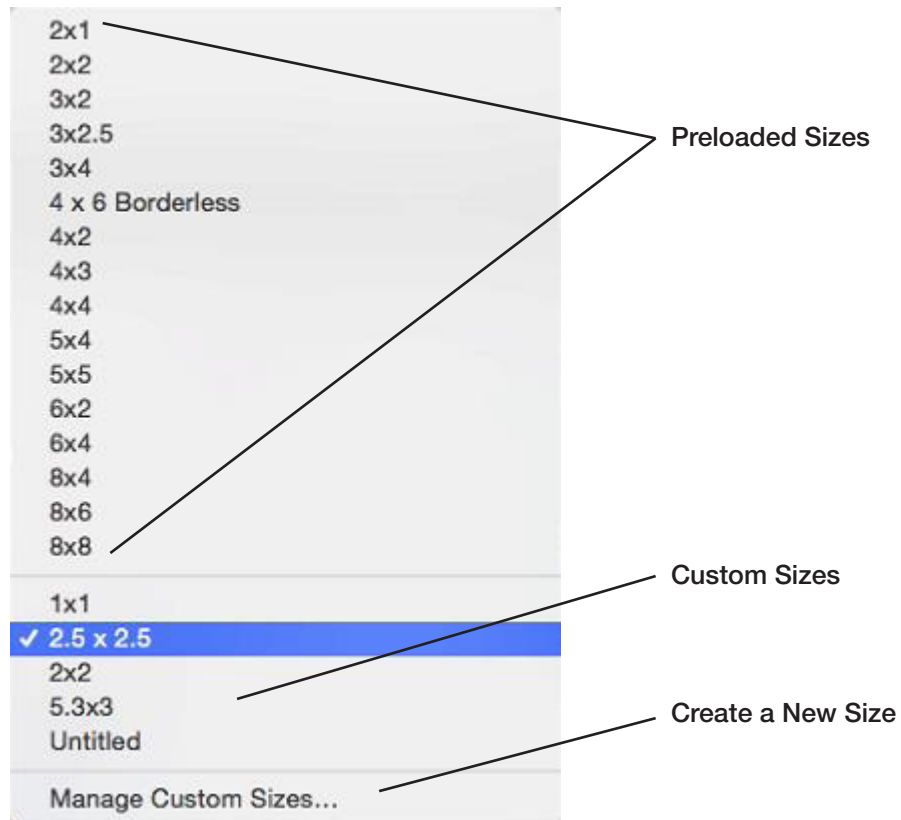 2x1
2x2
3x2
3x2.5
3x4
4 x 6 Borderless
4x2
4x3
4x4
5x4
5x5
6x2
6x4
8x4
8x6
8x8
1x1
✓ 2.5 x 2.5
2x2
5.3x3
Untitled
Manage Custom Sizes...
Preloaded Sizes
Custom Sizes
Create a New Size